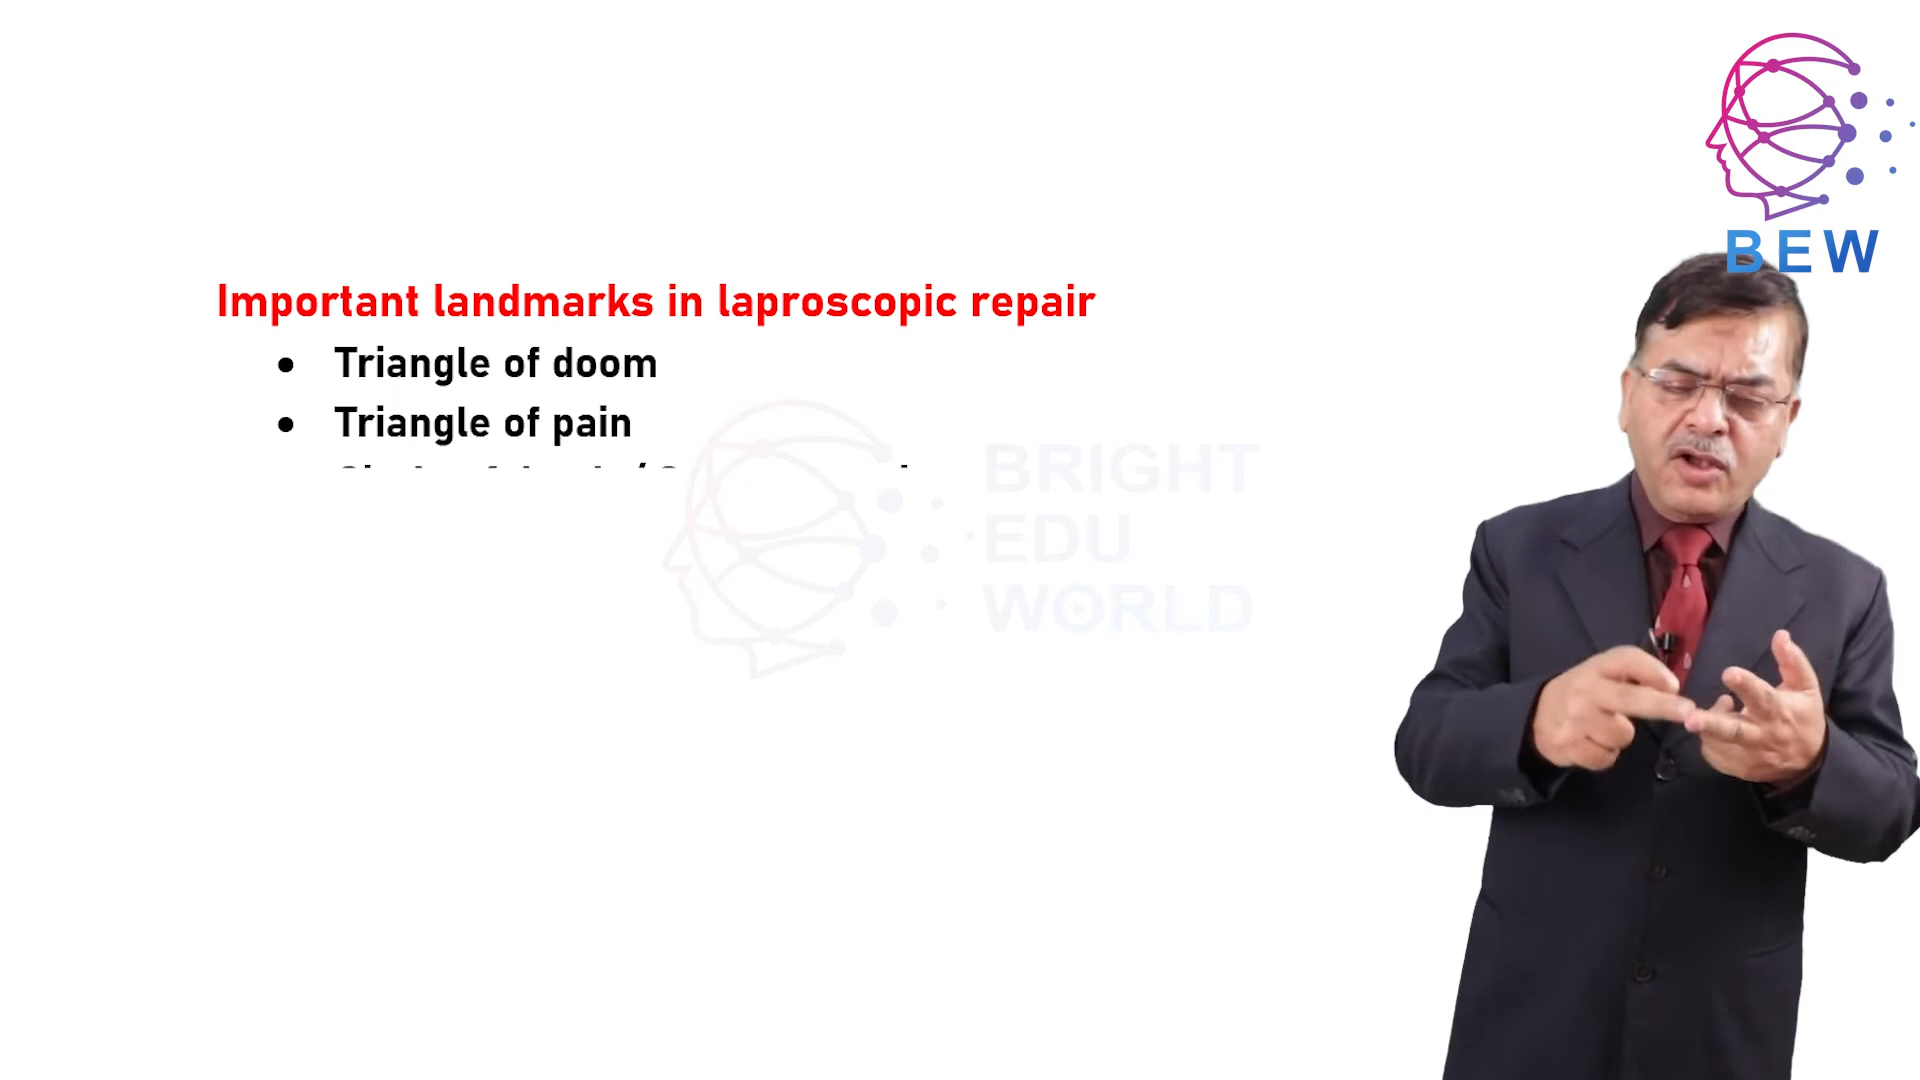 BEW
Important landmarks in laproscopic repair
• Triangle of doom
• Triangle of pain
BRIGHT
EDU
WORLD